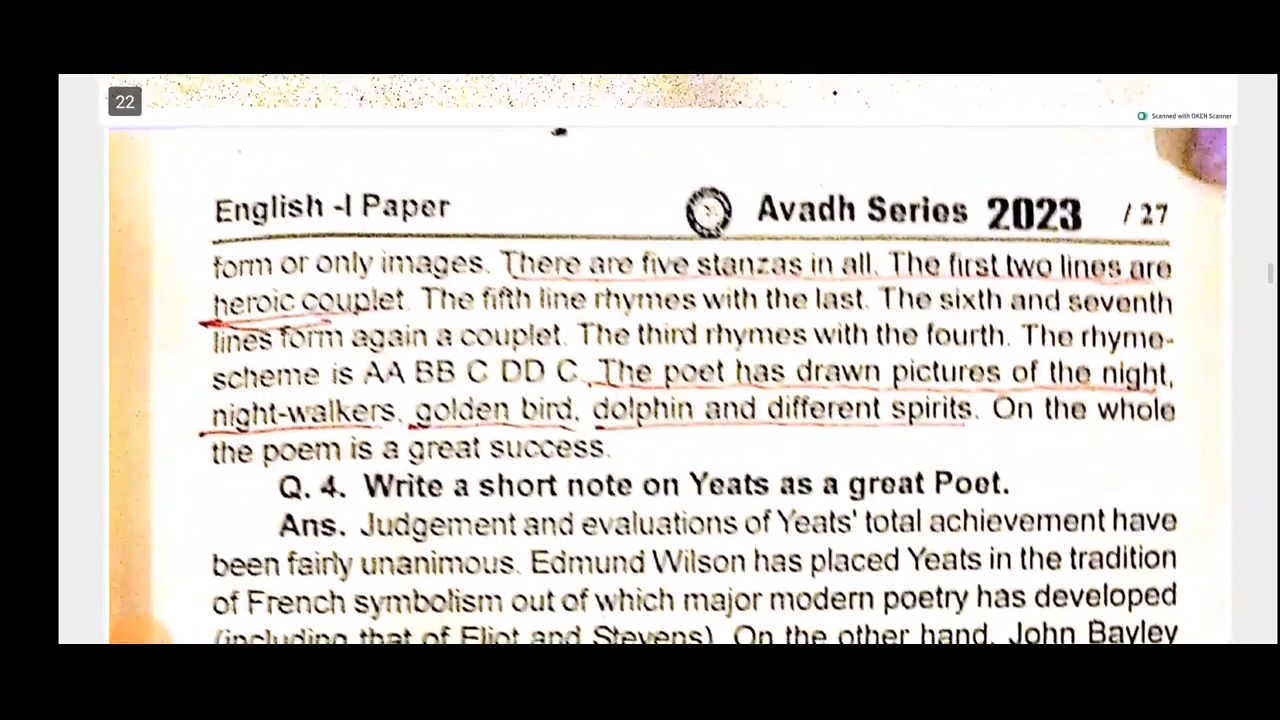 22
Scanned with OKEN Scanner
English -I Paper Avadh Series 2023 / 27
form or only images. There are five stanzas in all. The first two lines are
heroic couplet. The fifth line rhymes with the last. The sixth and seventh
lines form again a couplet. The third rhymes with the fourth. The rhyme-
scheme is AA BB C DD C. The poet has drawn pictures of the night,
night-walkers, golden bird, dolphin and different spirits. On the whole
the poem is a great success.
Q. 4. Write a short note on Yeats as a great Poet.
Ans. Judgement and evaluations of Yeats' total achievement have
been fairly unanimous. Edmund Wilson has placed Yeats in the tradition
of French symbolism out of which major modern poetry has developed
(including that of Eliot and Stevens). On the other hand, John Bayley